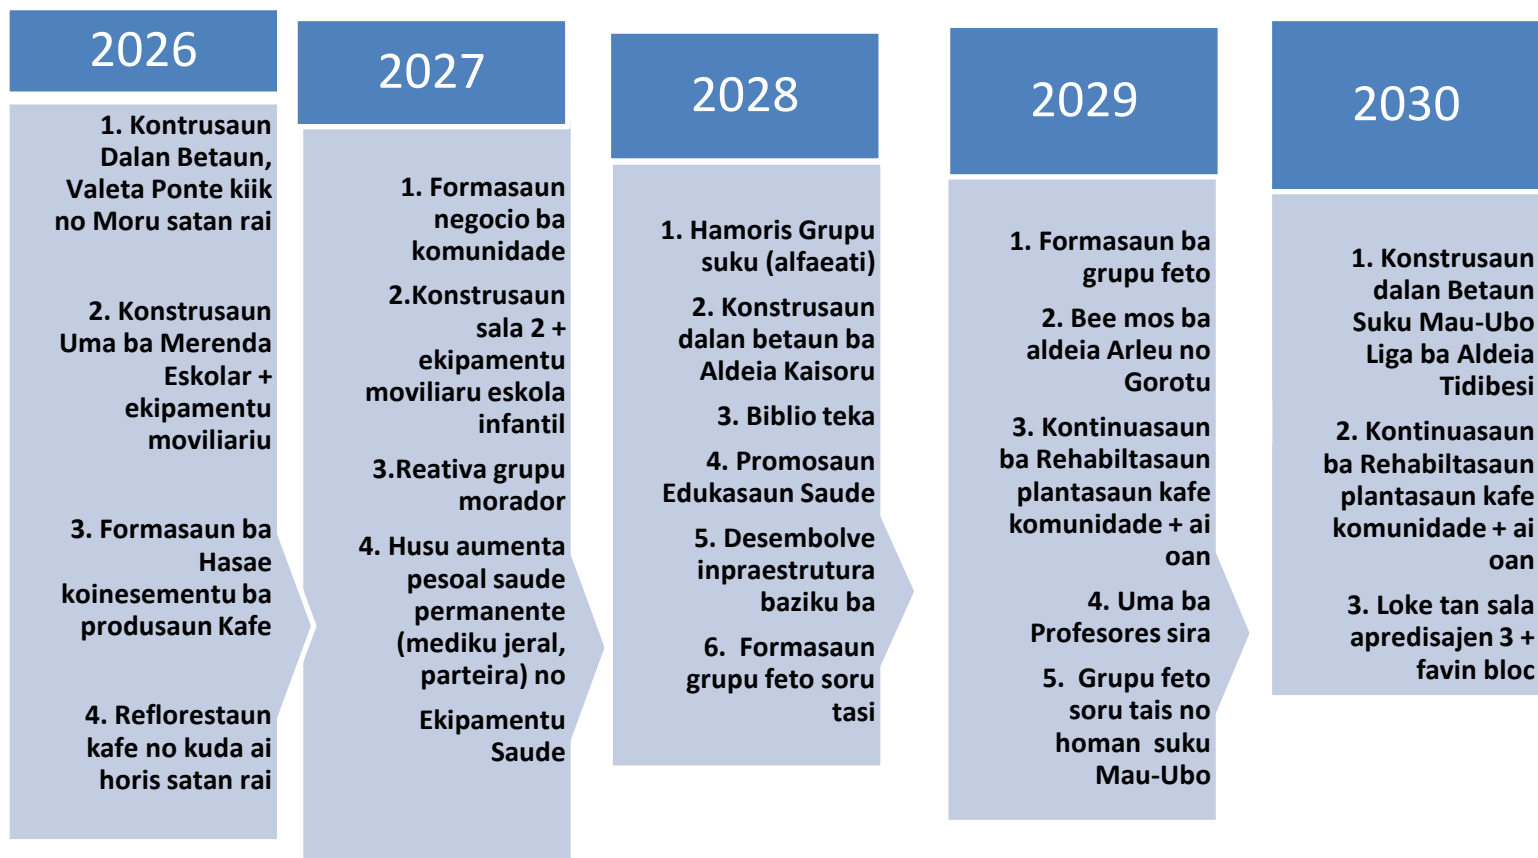 2026
1. Kontrusaun
Dalan Betaun,
Valeta Ponte kiik
no Moru satan rai
2. Konstrusaun
Uma ba Merenda
Eskolar +
ekipamentu
moviliariu
3. Formasaun ba
Hasae
koinesementu ba
produsaun Kafe
4. Reflorestaun
kafe no kuda ai
horis satan rai
2027
1. Formasaun
negocio ba
komunidade
2.Konstrusaun
sala 2 +
ekipamentu
moviliaru eskola
infantil
3.Reativa grupu
morador
4. Husu aumenta
pesoal saude
permanente
(mediku jeral,
parteira) no
Ekipamentu
Saude
2028
1. Hamoris Grupu
suku (alfaeati)
2. Konstrusaun
dalan betaun ba
Aldeia Kaisoru
3. Biblio teka
4. Promosaun
Edukasaun Saude
5. Desembolve
inpraestrutura
baziku ba
6. Formasaun
grupu feto soru
tasi
2029
1. Formasaun ba
grupu feto
2. Bee mos ba
aldeia Arleu no
Gorotu
3. Kontinuasaun
ba Rehabiltasaun
plantasaun kafe
komunidade + ai
oan
4. Uma ba
Profesores sira
5. Grupu feto
soru tais no
homan suku
Mau-Ubo
2030
1. Konstrusaun
dalan Betaun
Suku Mau-Ubo
Liga ba Aldeia
Tidibesi
2. Kontinuasaun
ba Rehabiltasaun
plantasaun kafe
komunidade + ai
oan
3. Loke tan sala
apredisajen 3 +
favin bloc